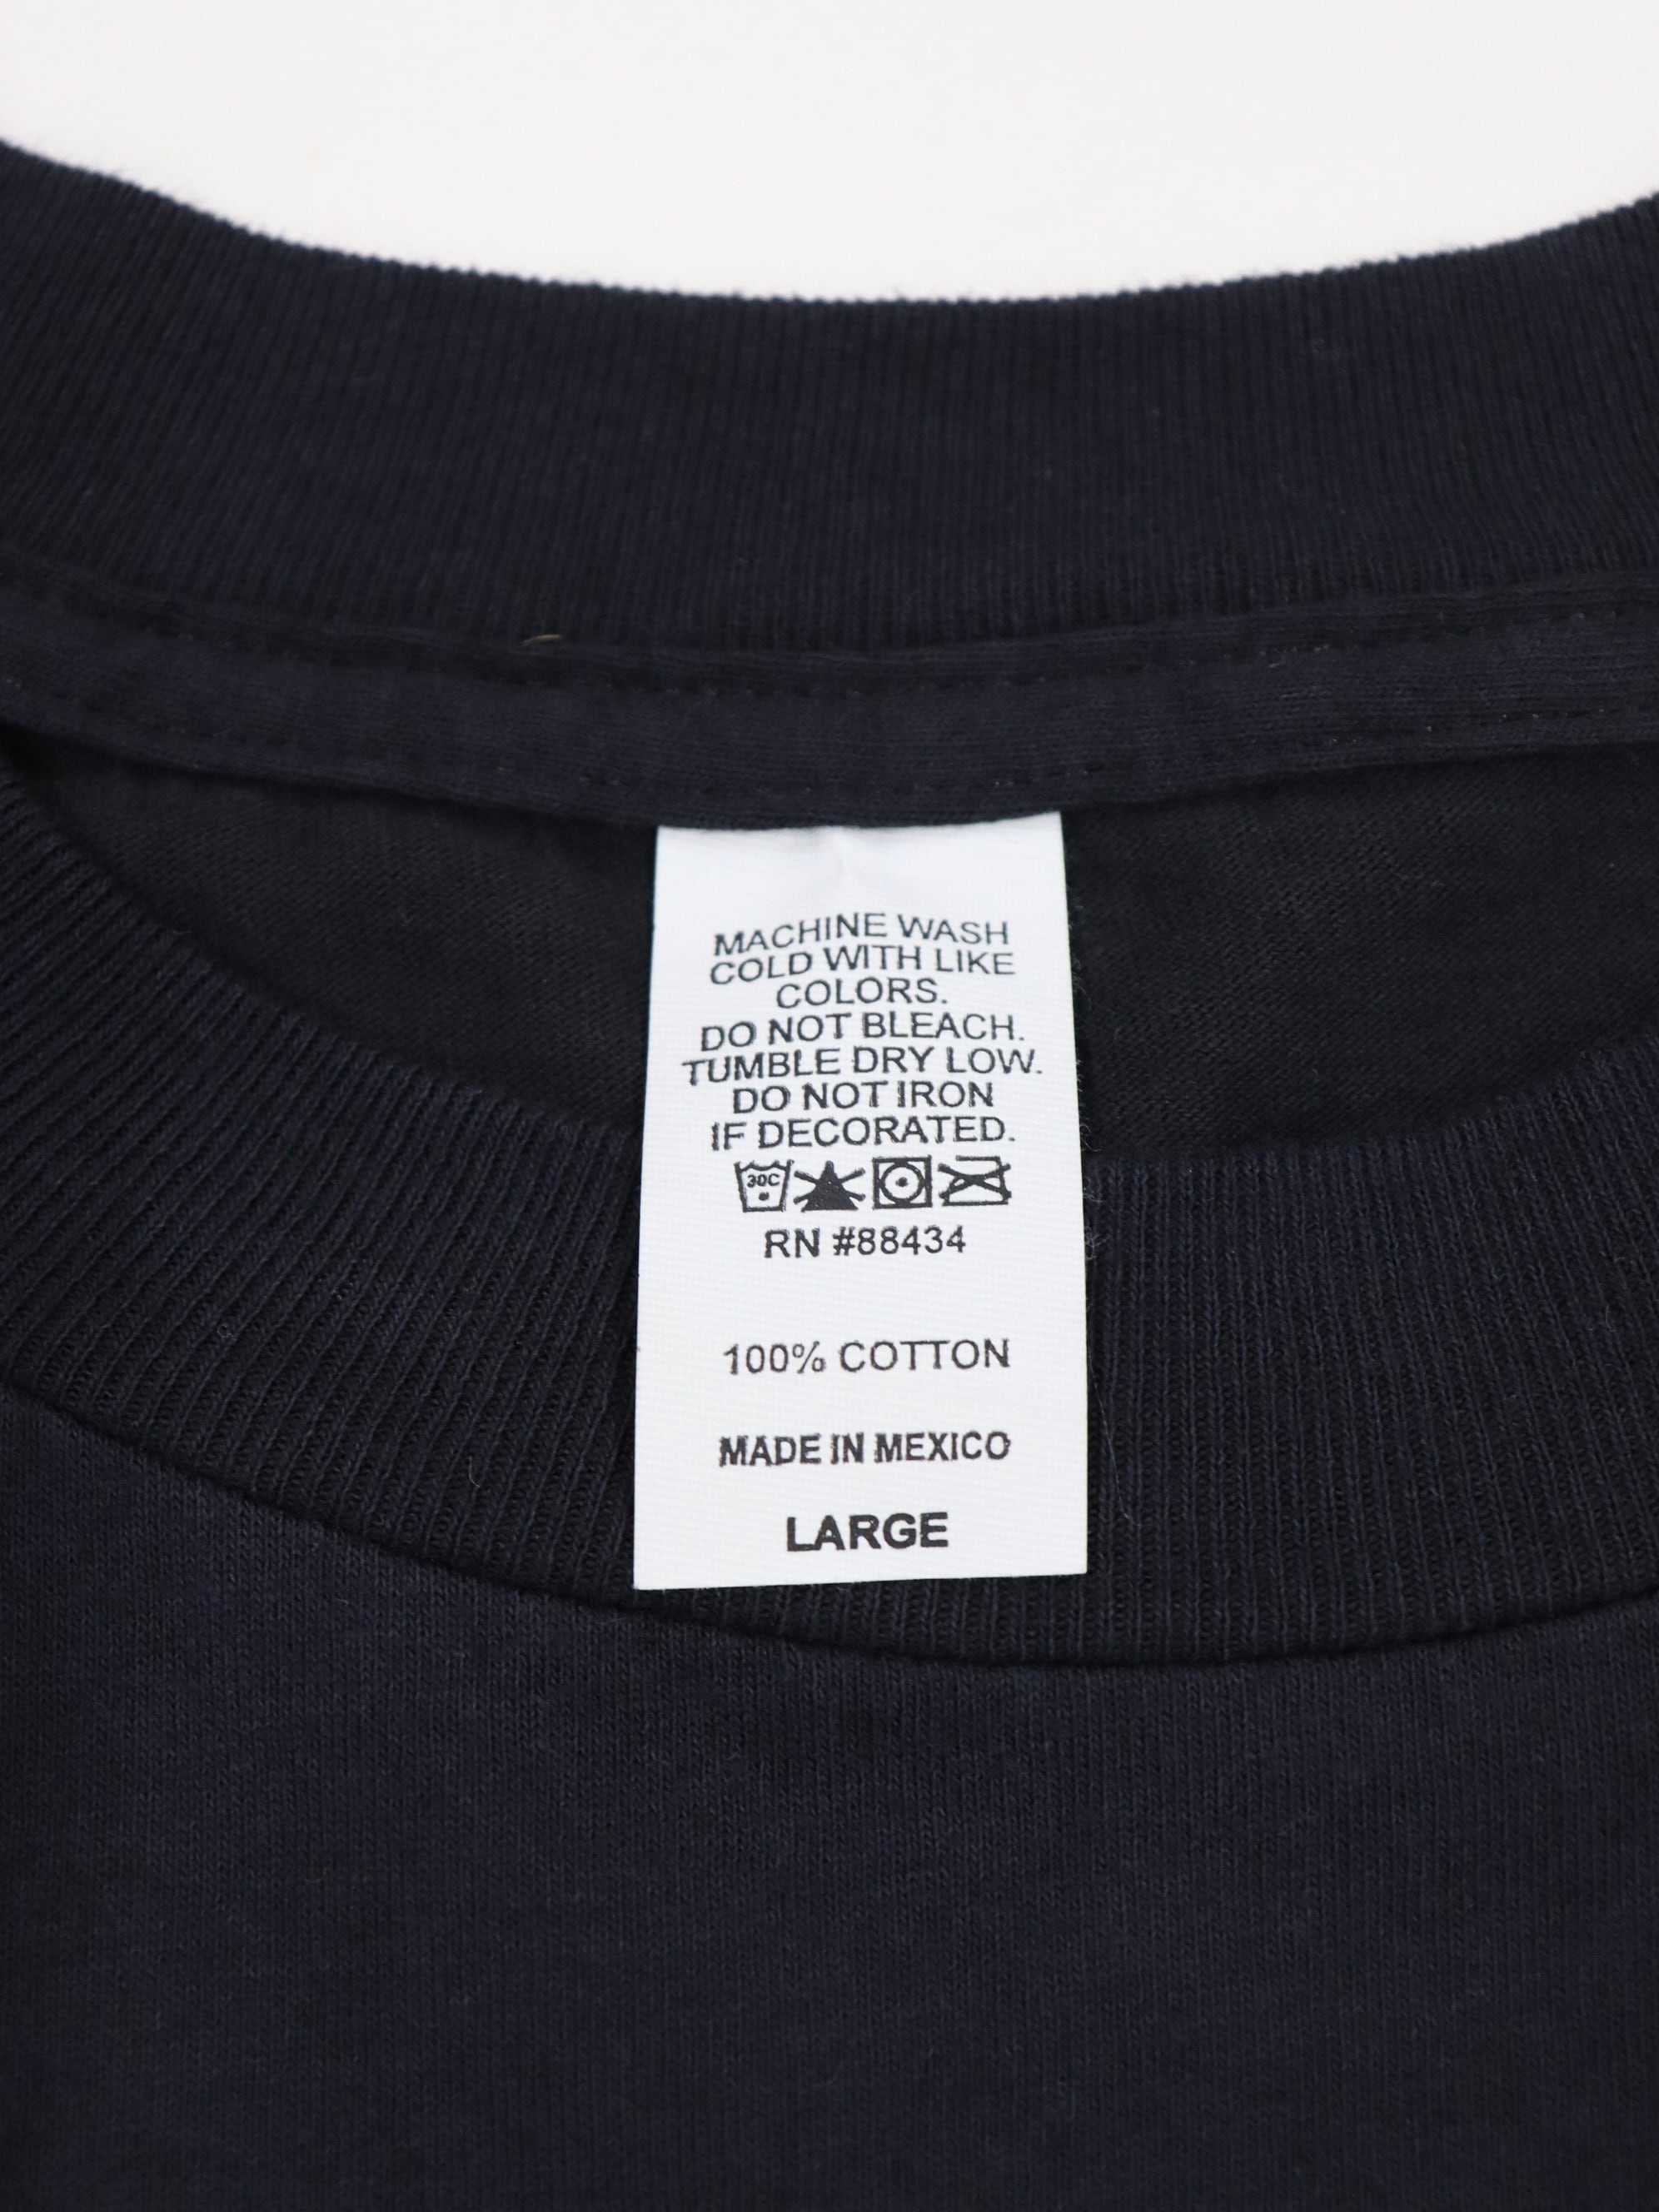 MACHINE WASH
COLD WITH LIKE
COLORS.
DO NOT BLEACH.
TUMBLE DRY LOW.
DO NOT IRON
IF DECORATED.
30C
RN #88434
100% COTTON
MADE IN MEXICO
LARGE